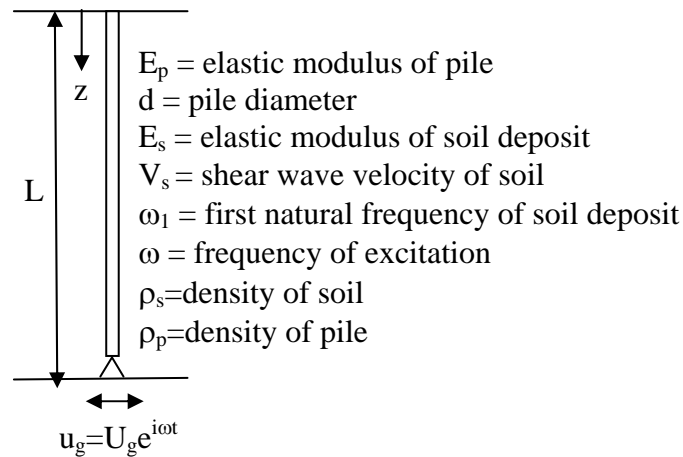 E_p = elastic modulus of pile
z
d = pile diameter
E_s = elastic modulus of soil deposit
V_s = shear wave velocity of soil
L
ω_1 = first natural frequency of soil deposit
ω = frequency of excitation
ρ_s=density of soil
ρ_p=density of pile
u_g=U_ge^{iωt}